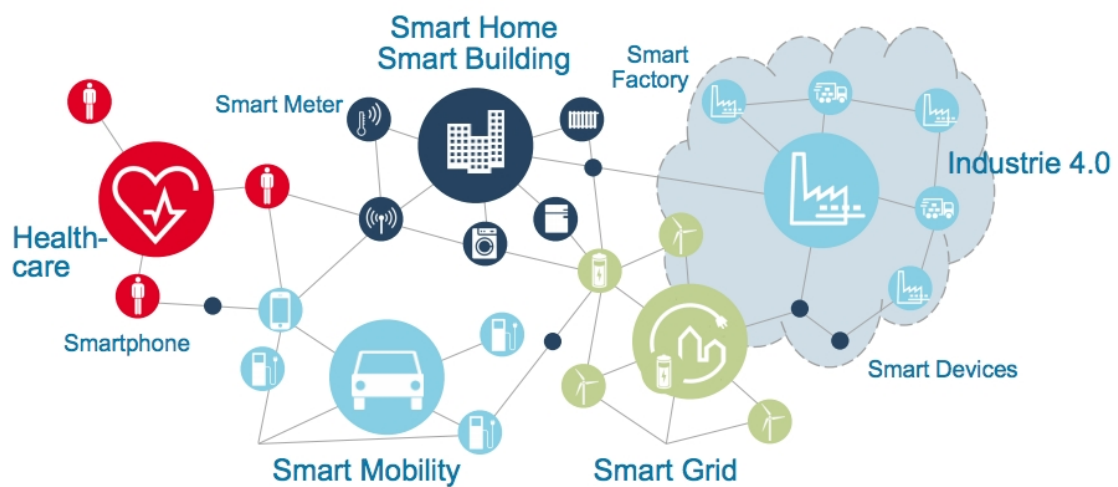 Smart Home
Smart Building
Smart
Factory
Smart Meter
Industrie 4.0
Health-
care
Smartphone
Smart Devices
Smart Mobility
Smart Grid